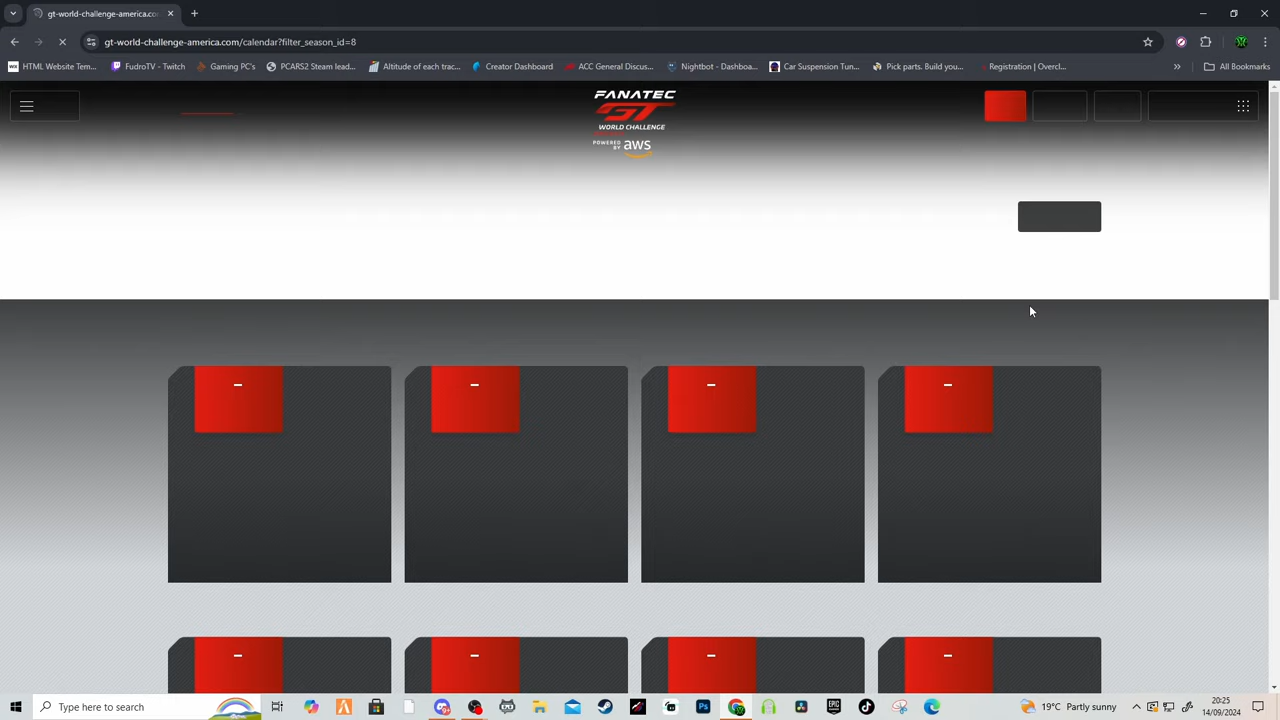 gt-world-challenge-america.com/
gt-world-challenge-america.com/calendar?filter_season_id=8
HTML Website Tem...
FudroTV - Twitch
Gaming PC's
PCARS2 Steam lead...
Altitude of each trac...
Creator Dashboard
ACC General Discus...
Nightbot - Dashboa...
Car Suspension Tun...
Pick parts. Build you...
Registration | Overcl...
»
All Bookmarks
FANATEC
GT
WORLD CHALLENGE
POWERED BY aws
– – – –
– – – –
Type here to search
EPIC GAMES
19°C Partly sunny
20:25
14/09/2024